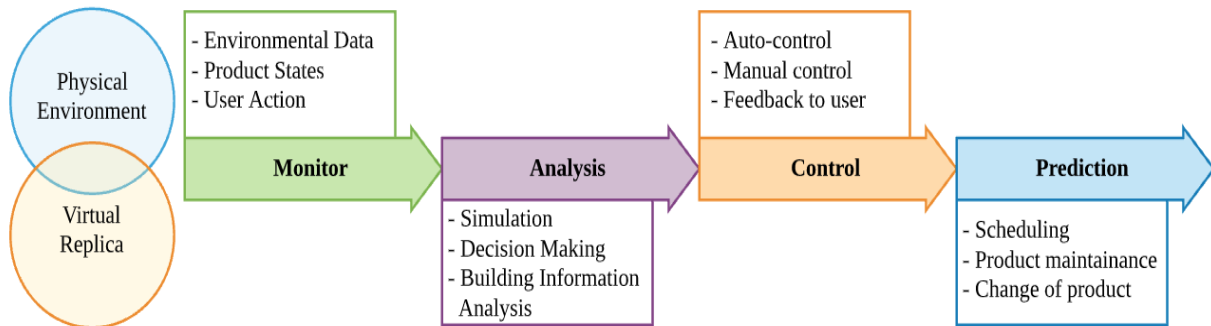 Physical
Environment
Virtual
Replica
- Environmental Data
- Product States
- User Action
Monitor
Analysis
- Simulation
- Decision Making
- Building Information
Analysis
- Auto-control
- Manual control
- Feedback to user
Control
Prediction
- Scheduling
- Product maintainance
- Change of product